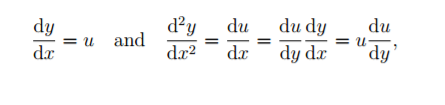 dy/dx = u and d²y/dx² = du/dx = du/dy dy/dx = u du/dy,